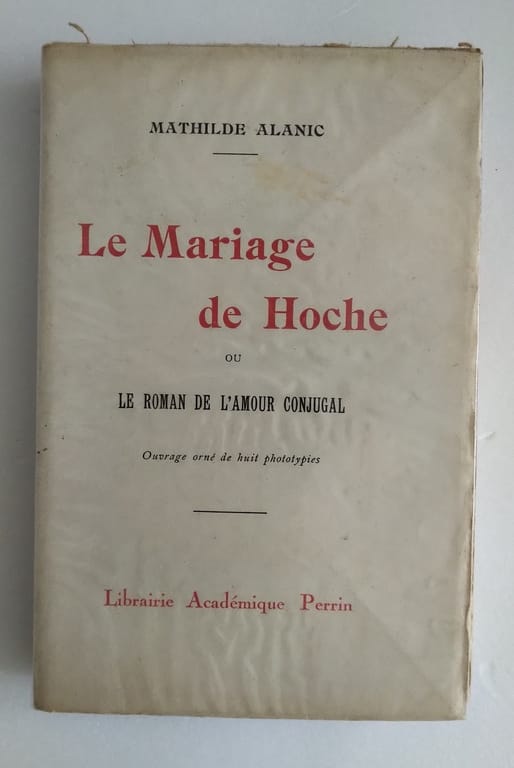 MATHILDE ALANIC
Le Mariage
de Hoche
OU
LE ROMAN DE L'AMOUR CONJUGAL
Ouvrage orné de huit phototypies
Librairie Académique Perrin